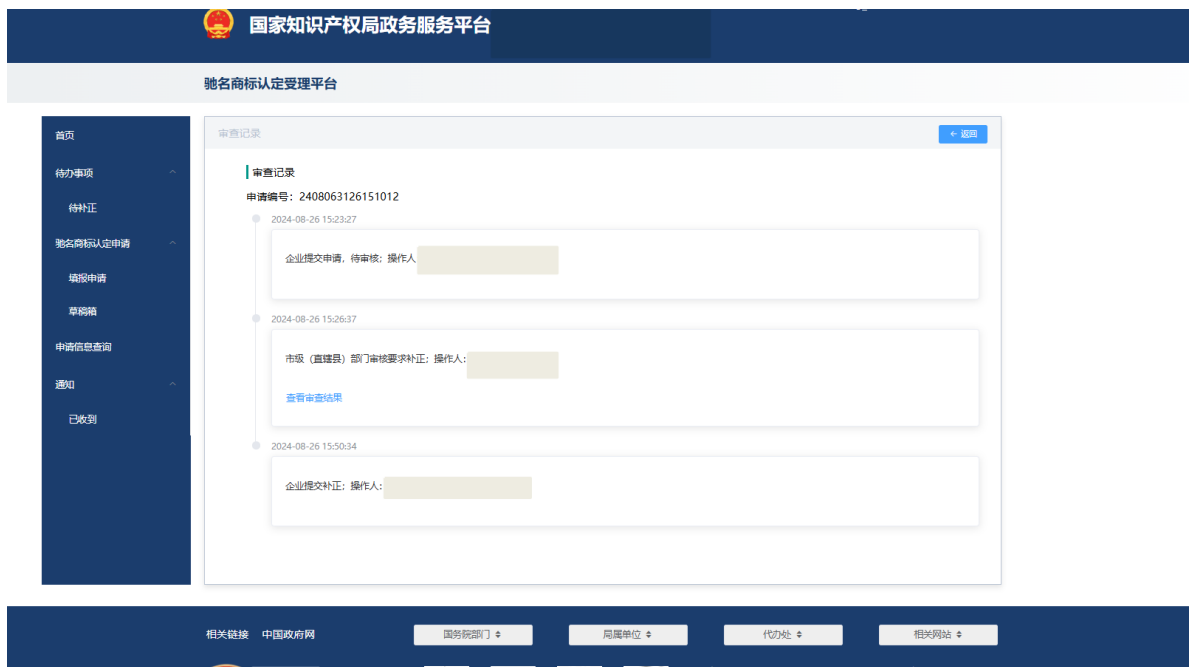 国家知识产权局政务服务平台
驰名商标认定受理平台
首页
待办事项
待补正
驰名商标认定申请
填报申请
草稿箱
申请信息查询
通知
已收到
审查记录
← 返回
审查记录
申请编号：2408063126151012
2024-08-26 15:23:27
企业提交申请，待审核；操作人
2024-08-26 15:26:37
市级（直辖县）部门审核要求补正；操作人：
查看审查结果
2024-08-26 15:50:34
企业提交补正；操作人：
相关链接 中国政府网 国务院部门 局属单位 代办处 相关网站